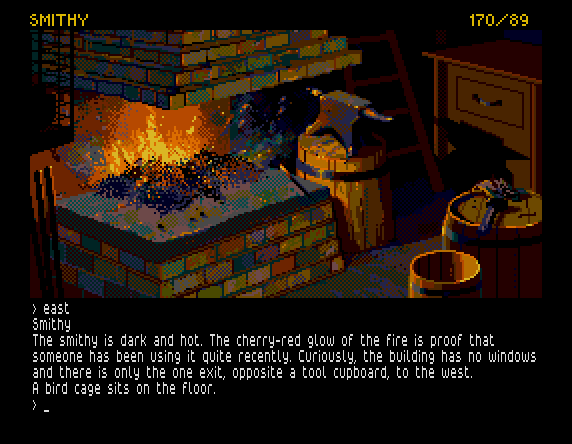 SMITHY 170/89
> east
Smithy
The smithy is dark and hot. The cherry-red glow of the fire is proof that
someone has been using it quite recently. Curiously, the building has no windows
and there is only the one exit, opposite a tool cupboard, to the west.
A bird cage sits on the floor.
> _